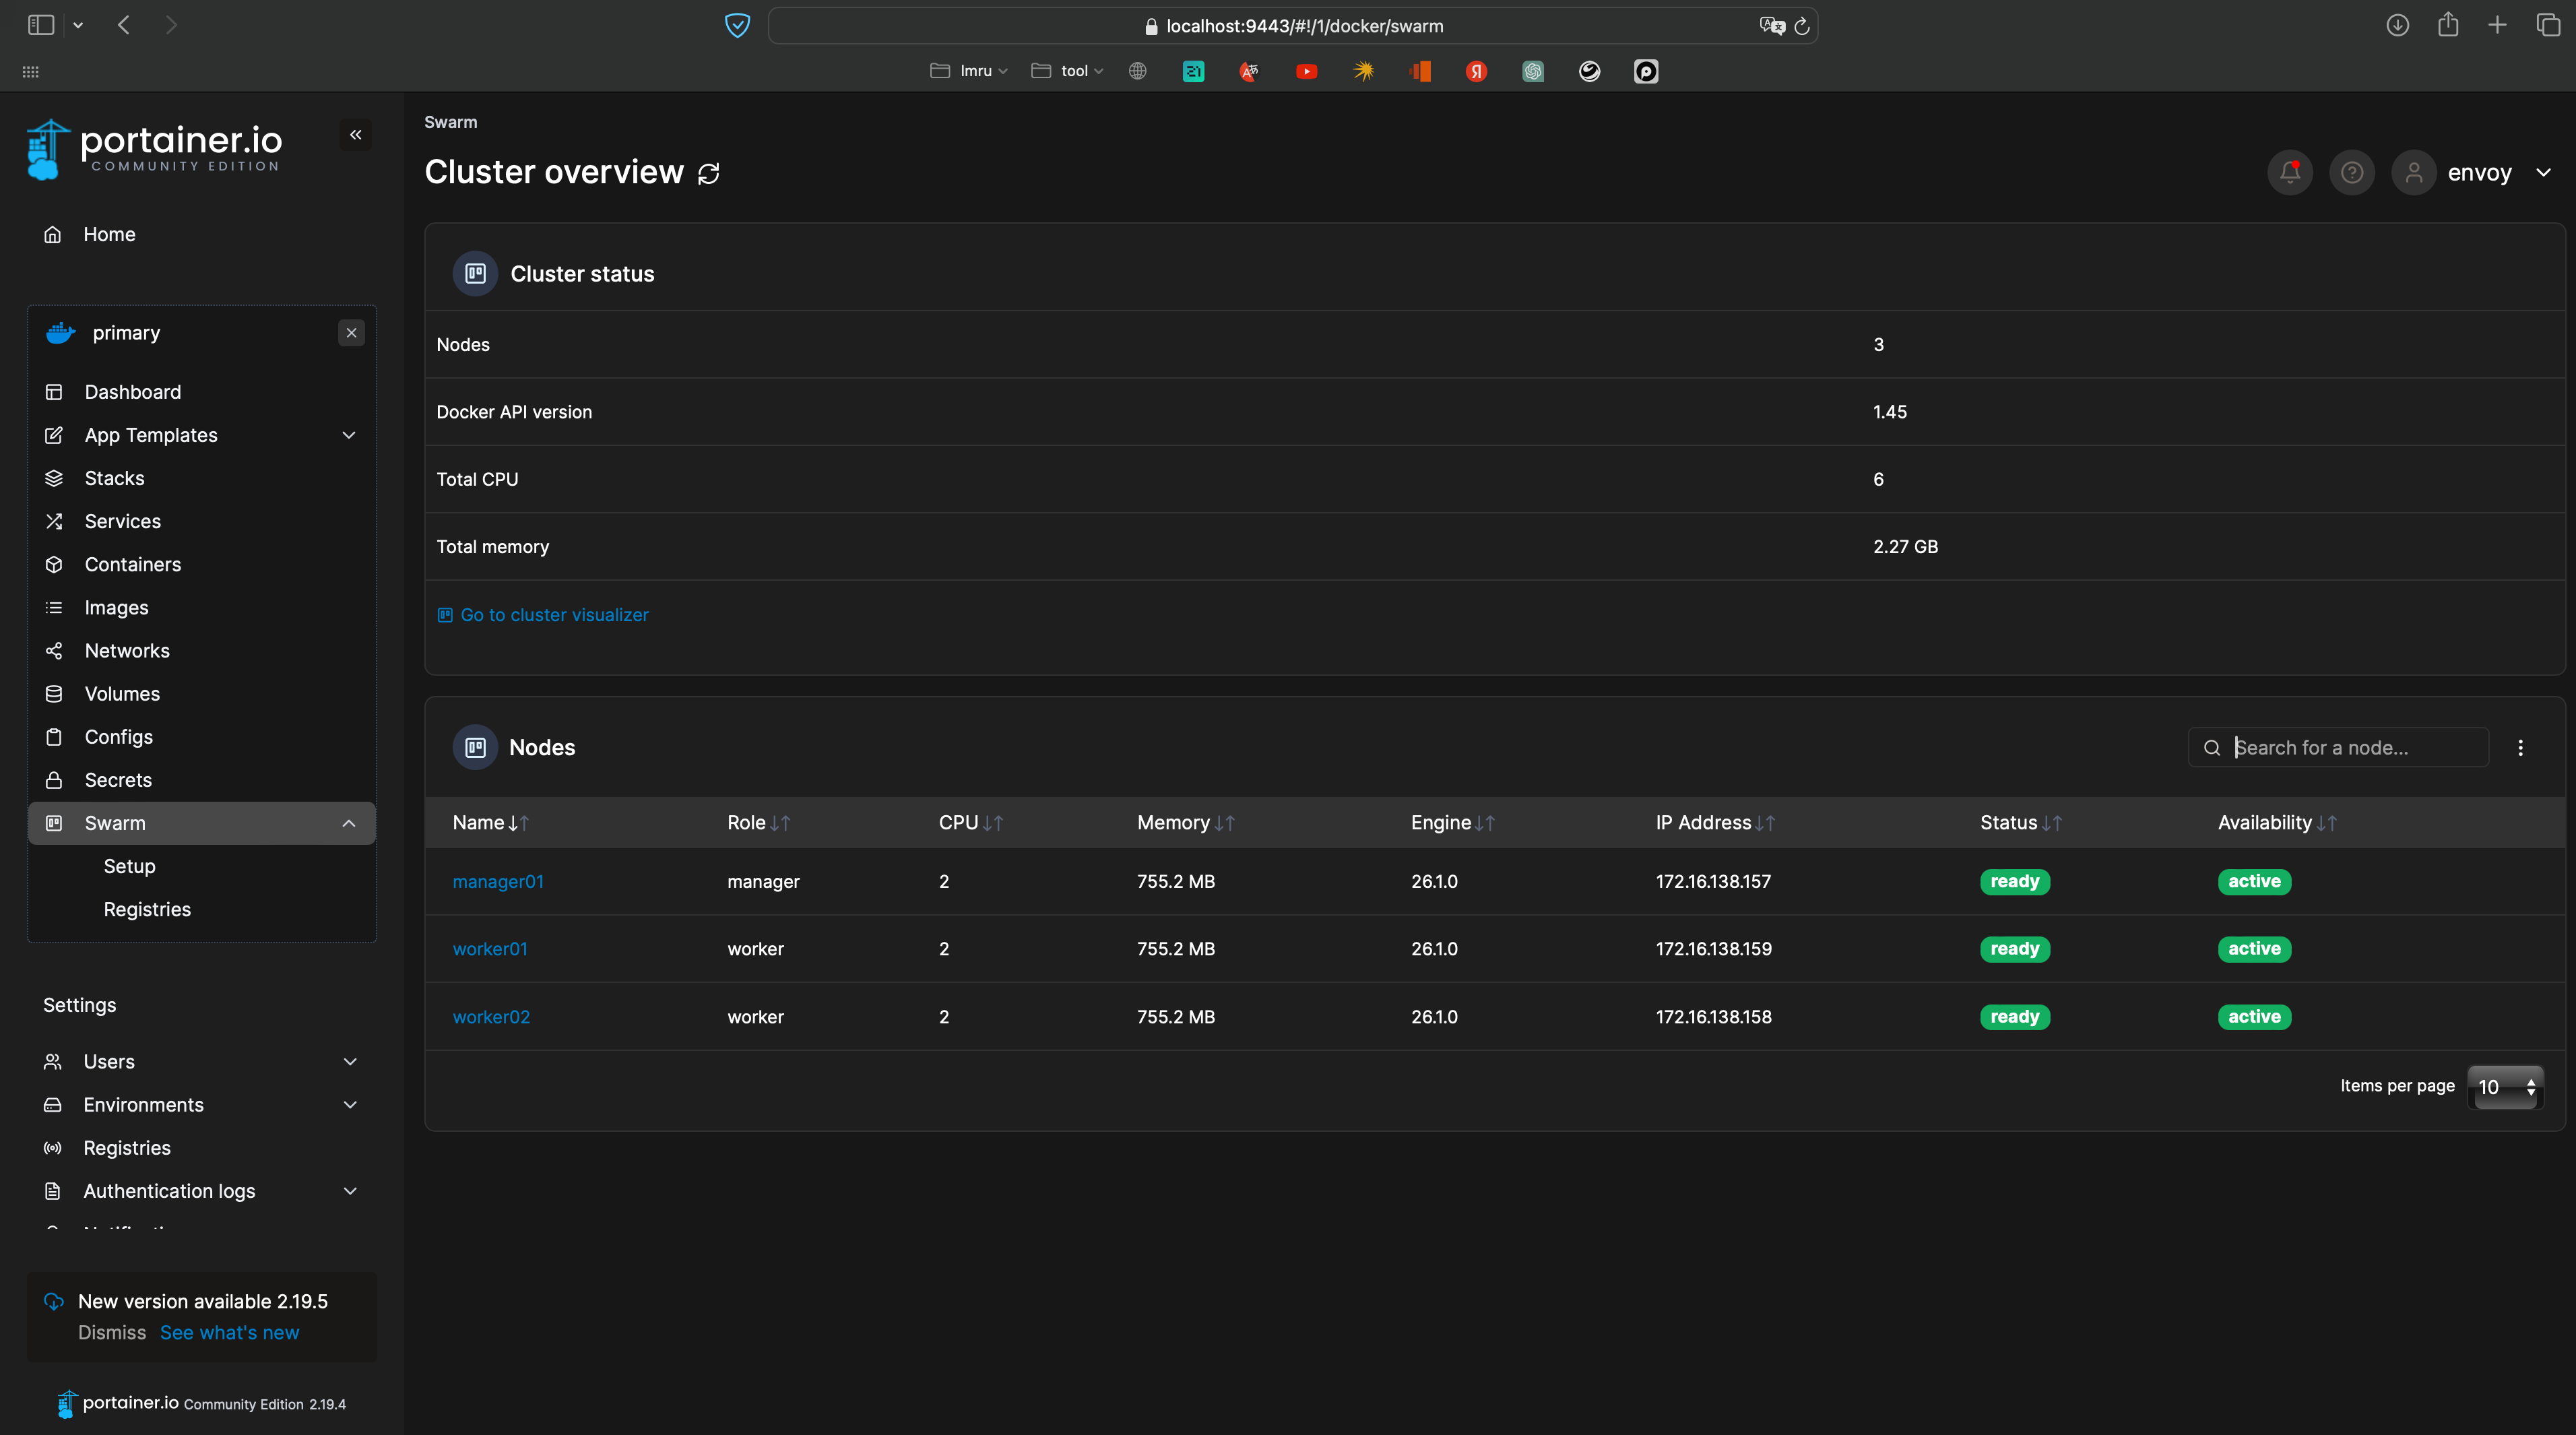 localhost:9443/#!/1/docker/swarm
lmru
tool
portainer.io
COMMUNITY EDITION
Home
primary
Dashboard
App Templates
Stacks
Services
Containers
Images
Networks
Volumes
Configs
Secrets
Swarm
Setup
Registries
Settings
Users
Environments
Registries
Authentication logs
New version available 2.19.5
Dismiss See what's new
portainer.io Community Edition 2.19.4
Swarm
Cluster overview
envoy
Cluster status
Nodes 3
Docker API version 1.45
Total CPU 6
Total memory 2.27 GB
Go to cluster visualizer
Nodes
Search for a node...
Name Role CPU Memory Engine IP Address Status Availability
manager01 manager 2 755.2 MB 26.1.0 172.16.138.157 ready active
worker01 worker 2 755.2 MB 26.1.0 172.16.138.159 ready active
worker02 worker 2 755.2 MB 26.1.0 172.16.138.158 ready active
Items per page 10